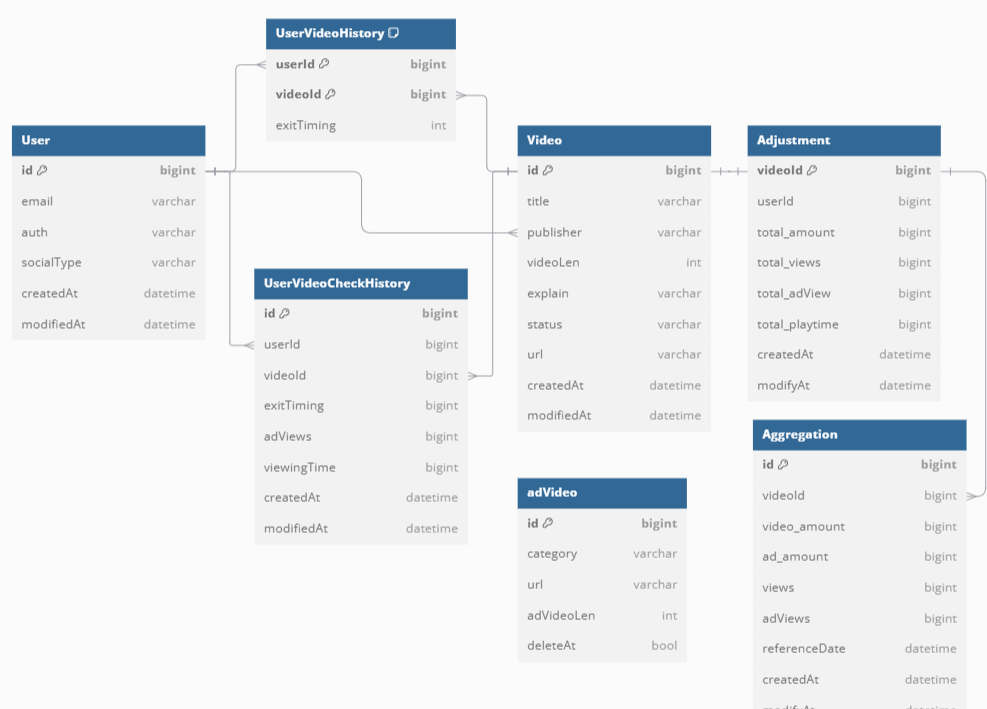 UserVideoHistory
userId bigint
videoId bigint
exitTiming int
User
id bigint
email varchar
auth varchar
socialType varchar
createdAt datetime
modifiedAt datetime
Video
id bigint
title varchar
publisher varchar
videoLen int
explain varchar
status varchar
url varchar
createdAt datetime
modifiedAt datetime
Adjustment
videoId bigint
userId bigint
total_amount bigint
total_views bigint
total_adView bigint
total_playtime bigint
createdAt datetime
modifyAt datetime
UserVideoCheckHistory
id bigint
userId bigint
videoId bigint
exitTiming bigint
adViews bigint
viewingTime bigint
createdAt datetime
modifiedAt datetime
adVideo
id bigint
category varchar
url varchar
adVideoLen int
deleteAt bool
Aggregation
id bigint
videoId bigint
video_amount bigint
ad_amount bigint
views bigint
adViews bigint
referenceDate datetime
createdAt datetime